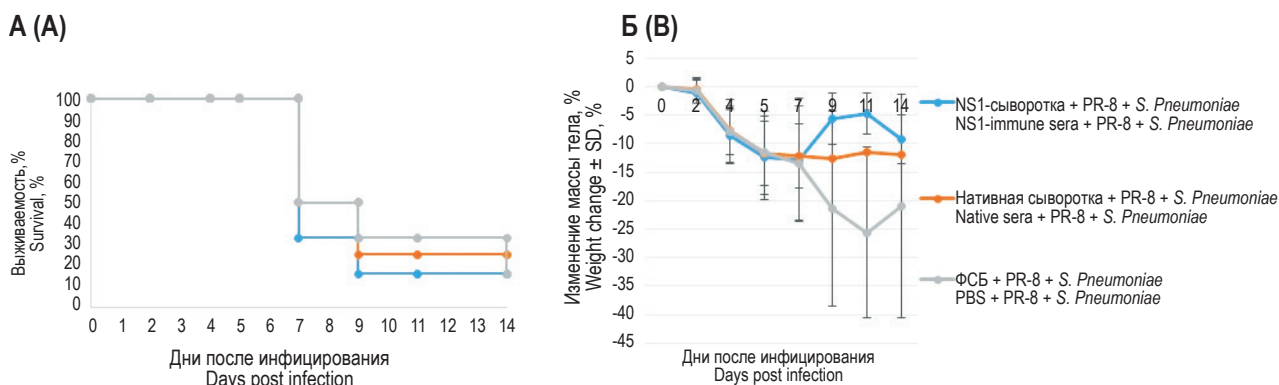 А (A)
100
90
80
70
60
50
40
30
20
10
0
Выживаемость, %
Survival, %
0 1 2 3 4 5 6 7 8 9 10 11 12 13 14
Дни после инфицирования
Days post infection
Б (B)
5
0
-5
-10
-15
-20
-25
-30
-35
-40
-45
Изменение массы тела, %
Weight change ± SD, %
0 2 4 5 7 9 11 14
Дни после инфицирования
Days post infection
NS1-сыворотка + PR-8 + S. Pneumoniae
NS1-immune sera + PR-8 + S. Pneumoniae
Нативная сыворотка + PR-8 + S. Pneumoniae
Native sera + PR-8 + S. Pneumoniae
ФСБ + PR-8 + S. Pneumoniae
PBS + PR-8 + S. Pneumoniae